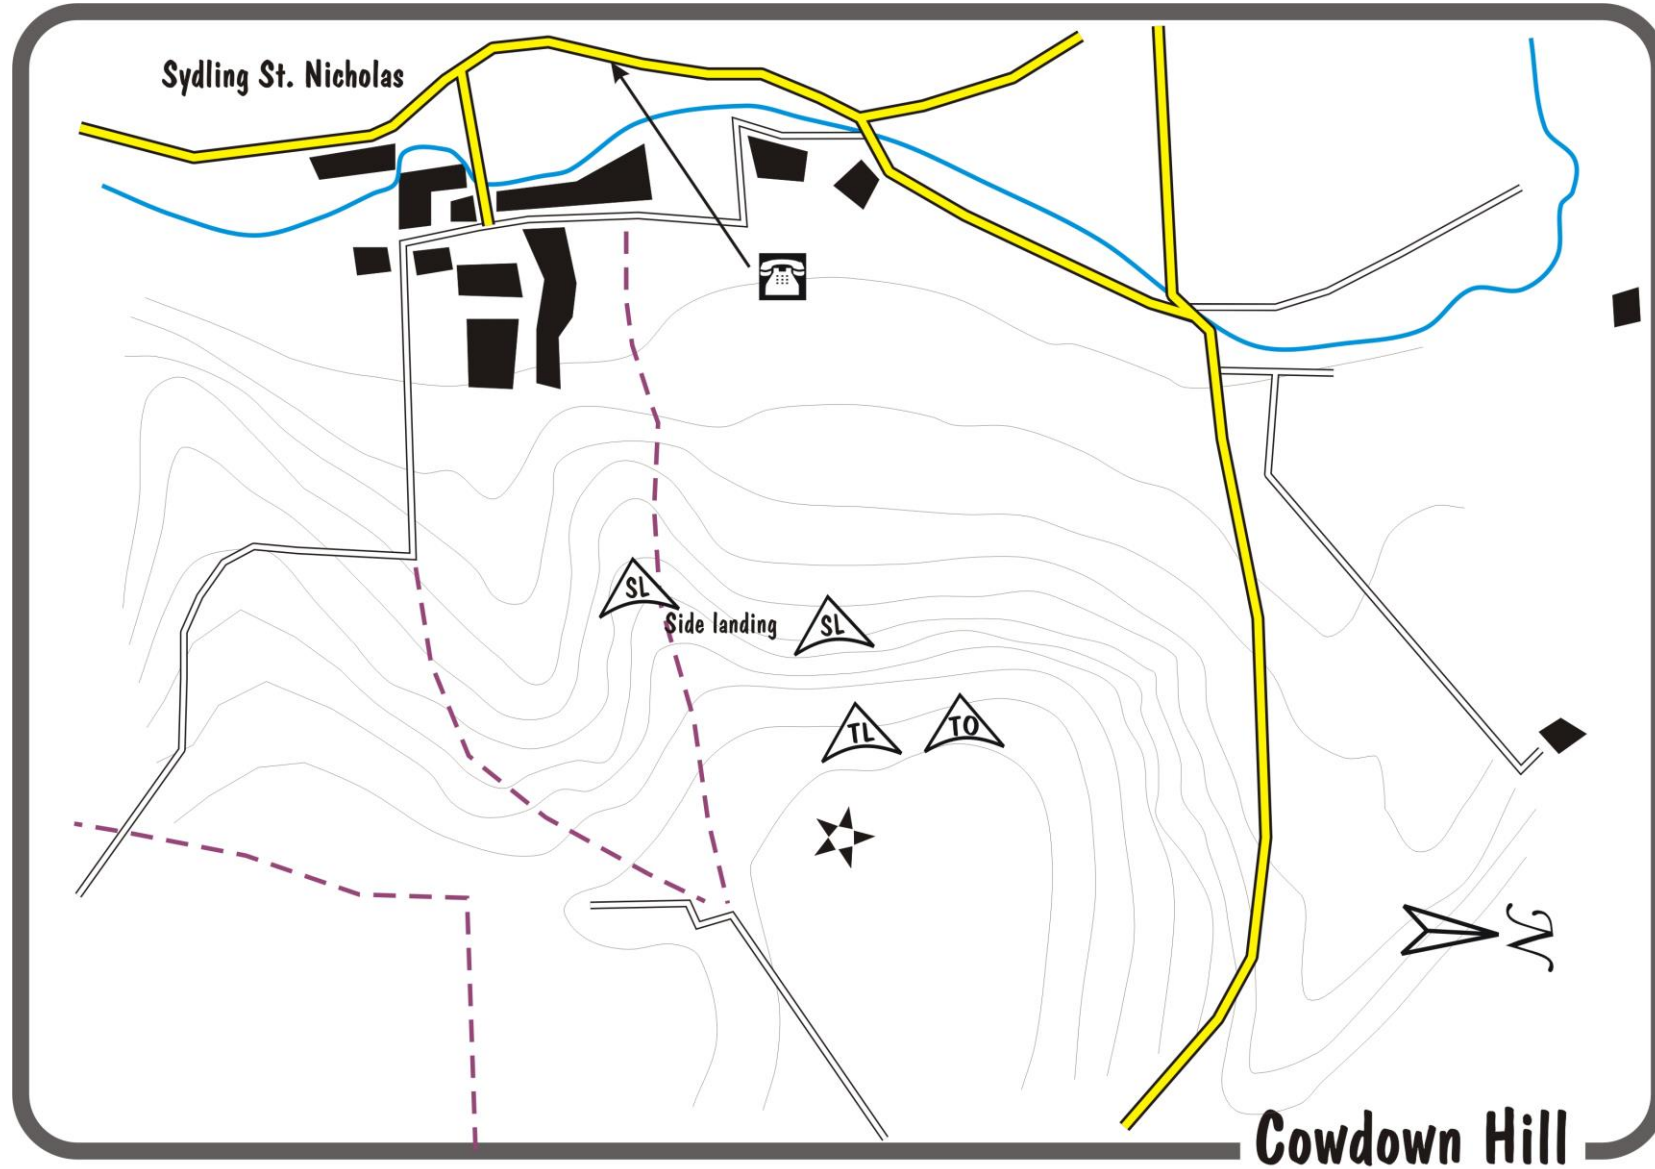 Sydling St. Nicholas
SL
Side landing
SL
TL
TO
N
Cowdown Hill